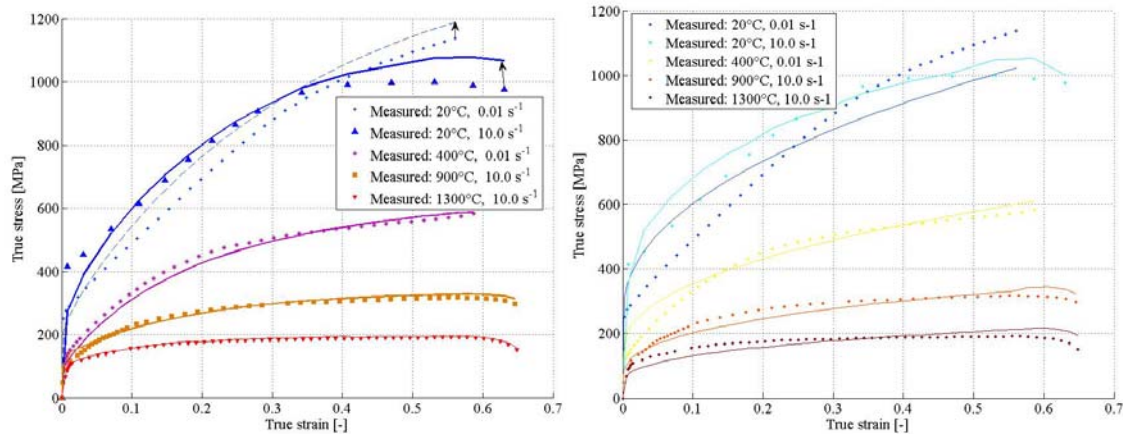 1200
1000
800
600
400
200
0
True stress [MPa]
Measured: 20°C, 0.01 s-1
Measured: 20°C, 10.0 s-1
Measured: 400°C, 0.01 s-1
Measured: 900°C, 10.0 s-1
Measured: 1300°C, 10.0 s-1
0 0.1 0.2 0.3 0.4 0.5 0.6 0.7
True strain [-]
1200
1000
800
600
400
200
0
True stress [MPa]
Measured: 20°C, 0.01 s-1
Measured: 20°C, 10.0 s-1
Measured: 400°C, 0.01 s-1
Measured: 900°C, 10.0 s-1
Measured: 1300°C, 10.0 s-1
0 0.1 0.2 0.3 0.4 0.5 0.6 0.7
True strain [-]